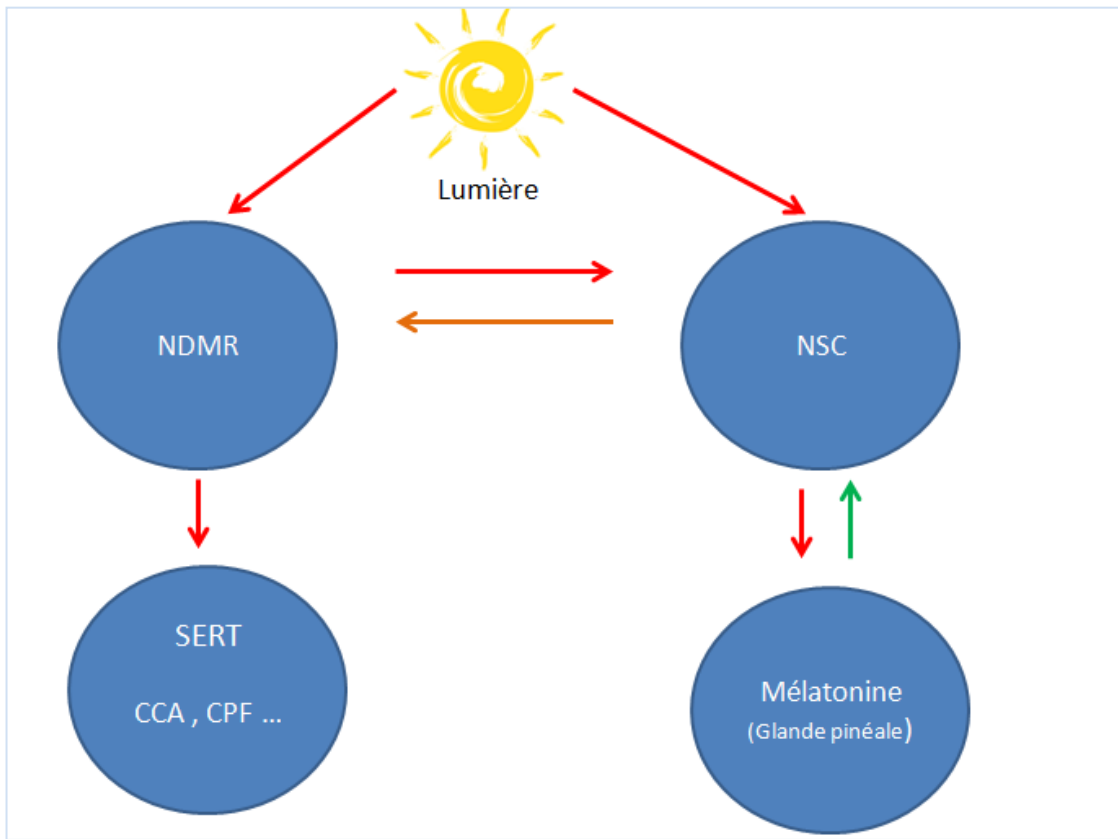 Lumière
NDMR
NSC
SERT
CCA , CPF ...
Mélatonine
(Glande pinéale)